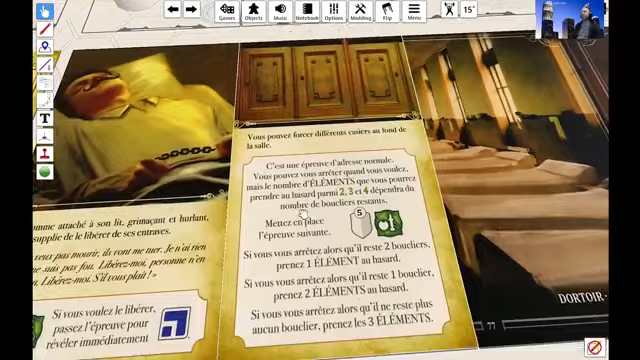 Games Objects Music Notebook Options Modding Flip Menu 15°
Vous pouvez forcer différents casiers au fond de
la salle.
C'est une épreuve d'adresse normale.
Vous pouvez vous arrêter quand vous voulez,
mais le nombre d'ÉLÉMENTS que vous pourrez
prendre au hasard parmi 2, 3 et 4 dépendra du
nombre de boucliers restants.
Mettez en place
l'épreuve suivante.
5
1
Si vous vous arrêtez alors qu'il reste 2 boucliers,
prenez 1 ÉLÉMENT au hasard.
Si vous vous arrêtez alors qu'il reste 1 bouclier,
prenez 2 ÉLÉMENTS au hasard.
Si vous vous arrêtez alors qu'il ne reste plus
aucun bouclier, prenez les 3 ÉLÉMENTS.
omme attaché à son lit, grimaçant et hurlant,
supplie de le libérer de ses entraves.
veux pas mourir, ils vont me tuer. Je n'ai rien
suis pas fou. Libérez-moi, personne n'en
Libérez-moi. S'il vous plaît! »
Si vous voulez le libérer,
passez l'épreuve pour
révéler immédiatement
DORTOIR
T